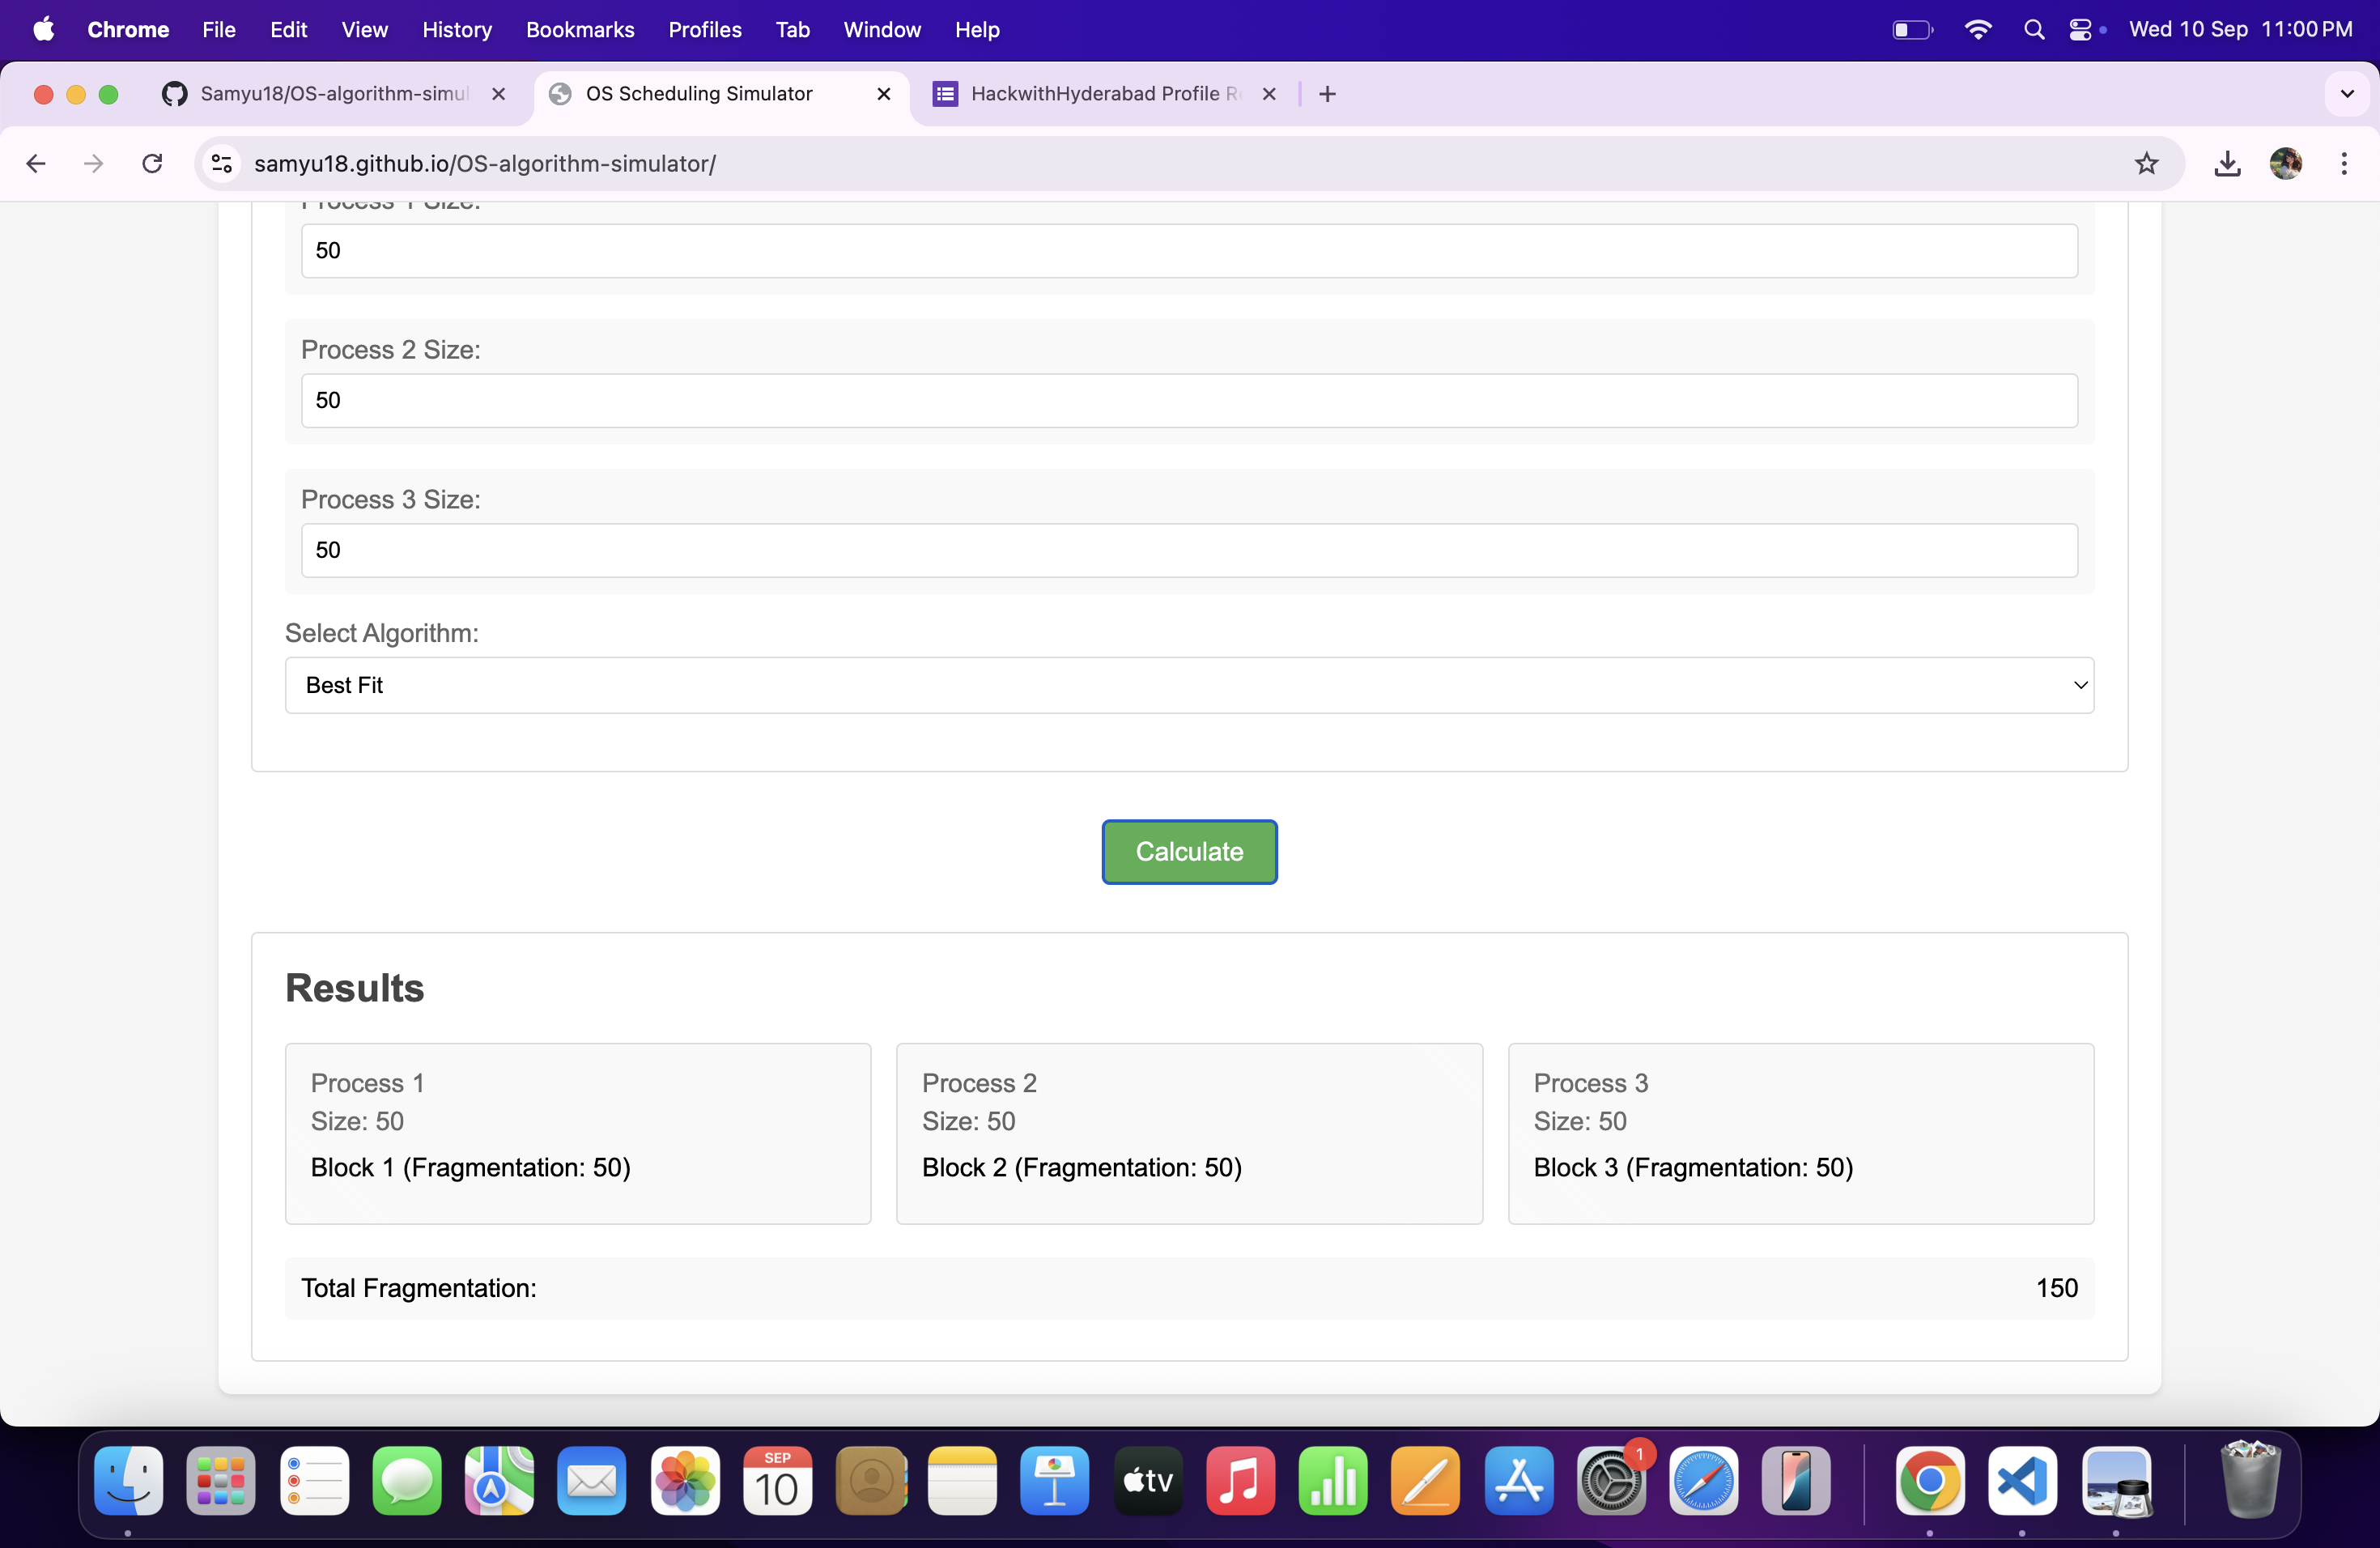 Chrome File Edit View History Bookmarks Profiles Tab Window Help Wed 10 Sep 11:00 PM
Samyu18/OS-algorithm-simul OS Scheduling Simulator HackwithHyderabad Profile R
samyu18.github.io/OS-algorithm-simulator/
Process 1 Size:
50
Process 2 Size:
50
Process 3 Size:
50
Select Algorithm:
Best Fit
Calculate
Results
Process 1
Size: 50
Block 1 (Fragmentation: 50)
Process 2
Size: 50
Block 2 (Fragmentation: 50)
Process 3
Size: 50
Block 3 (Fragmentation: 50)
Total Fragmentation: 150
SEP
10
tv
1